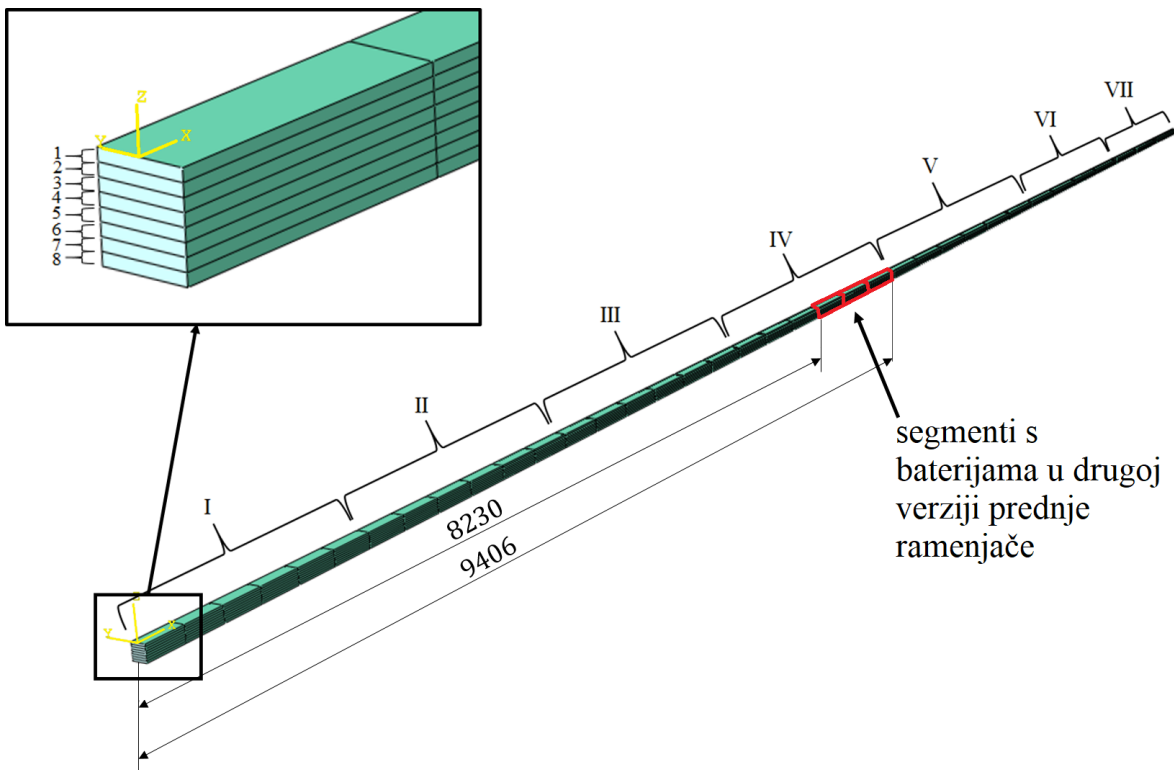 Z
Y
X
1
2
3
4
5
6
7
8
I
II
III
IV
V
VI
VII
8230
9406
segmenti s
baterijama u drugoj
verziji prednje
ramenjače
Y
X